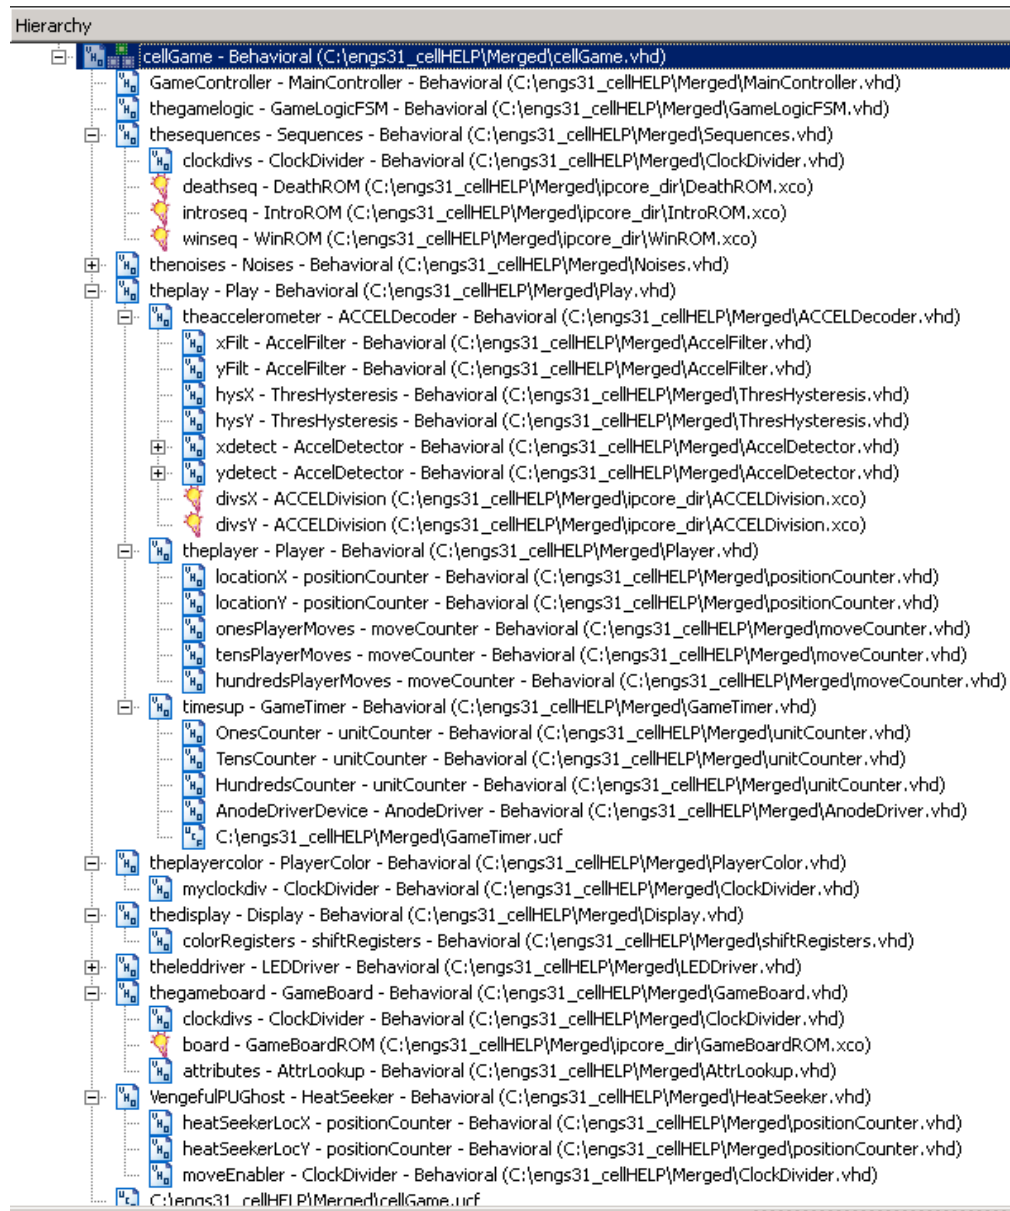 Hierarchy
cellGame - Behavioral (C:\engs31_cellHELP\Merged\cellGame.vhd)
GameController - MainController - Behavioral (C:\engs31_cellHELP\Merged\MainController.vhd)
thegamelogic - GameLogicFSM - Behavioral (C:\engs31_cellHELP\Merged\GameLogicFSM.vhd)
thesequences - Sequences - Behavioral (C:\engs31_cellHELP\Merged\Sequences.vhd)
clockdivs - ClockDivider - Behavioral (C:\engs31_cellHELP\Merged\ClockDivider.vhd)
deathseq - DeathROM (C:\engs31_cellHELP\Merged\ipcore_dir\DeathROM.xco)
introseq - IntroROM (C:\engs31_cellHELP\Merged\ipcore_dir\IntroROM.xco)
winseq - WinROM (C:\engs31_cellHELP\Merged\ipcore_dir\WinROM.xco)
thenoises - Noises - Behavioral (C:\engs31_cellHELP\Merged\Noises.vhd)
theplay - Play - Behavioral (C:\engs31_cellHELP\Merged\Play.vhd)
theaccelerometer - ACCELDecoder - Behavioral (C:\engs31_cellHELP\Merged\ACCELDecoder.vhd)
xFilt - AccelFilter - Behavioral (C:\engs31_cellHELP\Merged\AccelFilter.vhd)
yFilt - AccelFilter - Behavioral (C:\engs31_cellHELP\Merged\AccelFilter.vhd)
hysX - ThresHysteresis - Behavioral (C:\engs31_cellHELP\Merged\ThresHysteresis.vhd)
hysY - ThresHysteresis - Behavioral (C:\engs31_cellHELP\Merged\ThresHysteresis.vhd)
xdetect - AccelDetector - Behavioral (C:\engs31_cellHELP\Merged\AccelDetector.vhd)
ydetect - AccelDetector - Behavioral (C:\engs31_cellHELP\Merged\AccelDetector.vhd)
divsX - ACCELDivision (C:\engs31_cellHELP\Merged\ipcore_dir\ACCELDivision.xco)
divsY - ACCELDivision (C:\engs31_cellHELP\Merged\ipcore_dir\ACCELDivision.xco)
theplayer - Player - Behavioral (C:\engs31_cellHELP\Merged\Player.vhd)
locationX - positionCounter - Behavioral (C:\engs31_cellHELP\Merged\positionCounter.vhd)
locationY - positionCounter - Behavioral (C:\engs31_cellHELP\Merged\positionCounter.vhd)
onesPlayerMoves - moveCounter - Behavioral (C:\engs31_cellHELP\Merged\moveCounter.vhd)
tensPlayerMoves - moveCounter - Behavioral (C:\engs31_cellHELP\Merged\moveCounter.vhd)
hundredsPlayerMoves - moveCounter - Behavioral (C:\engs31_cellHELP\Merged\moveCounter.vhd)
timesup - GameTimer - Behavioral (C:\engs31_cellHELP\Merged\GameTimer.vhd)
OnesCounter - unitCounter - Behavioral (C:\engs31_cellHELP\Merged\unitCounter.vhd)
TensCounter - unitCounter - Behavioral (C:\engs31_cellHELP\Merged\unitCounter.vhd)
HundredsCounter - unitCounter - Behavioral (C:\engs31_cellHELP\Merged\unitCounter.vhd)
AnodeDriverDevice - AnodeDriver - Behavioral (C:\engs31_cellHELP\Merged\AnodeDriver.vhd)
C:\engs31_cellHELP\Merged\GameTimer.ucf
theplayercolor - PlayerColor - Behavioral (C:\engs31_cellHELP\Merged\PlayerColor.vhd)
myclockdiv - ClockDivider - Behavioral (C:\engs31_cellHELP\Merged\ClockDivider.vhd)
thedisplay - Display - Behavioral (C:\engs31_cellHELP\Merged\Display.vhd)
colorRegisters - shiftRegisters - Behavioral (C:\engs31_cellHELP\Merged\shiftRegisters.vhd)
theleddriver - LEDDriver - Behavioral (C:\engs31_cellHELP\Merged\LEDDriver.vhd)
thegameboard - GameBoard - Behavioral (C:\engs31_cellHELP\Merged\GameBoard.vhd)
clockdivs - ClockDivider - Behavioral (C:\engs31_cellHELP\Merged\ClockDivider.vhd)
board - GameBoardROM (C:\engs31_cellHELP\Merged\ipcore_dir\GameBoardROM.xco)
attributes - AttrLookup - Behavioral (C:\engs31_cellHELP\Merged\AttrLookup.vhd)
VengefulPUGhost - HeatSeeker - Behavioral (C:\engs31_cellHELP\Merged\HeatSeeker.vhd)
heatSeekerLocX - positionCounter - Behavioral (C:\engs31_cellHELP\Merged\positionCounter.vhd)
heatSeekerLocY - positionCounter - Behavioral (C:\engs31_cellHELP\Merged\positionCounter.vhd)
moveEnabler - ClockDivider - Behavioral (C:\engs31_cellHELP\Merged\ClockDivider.vhd)
C:\engs31_cellHELP\Merged\cellGame.ucf